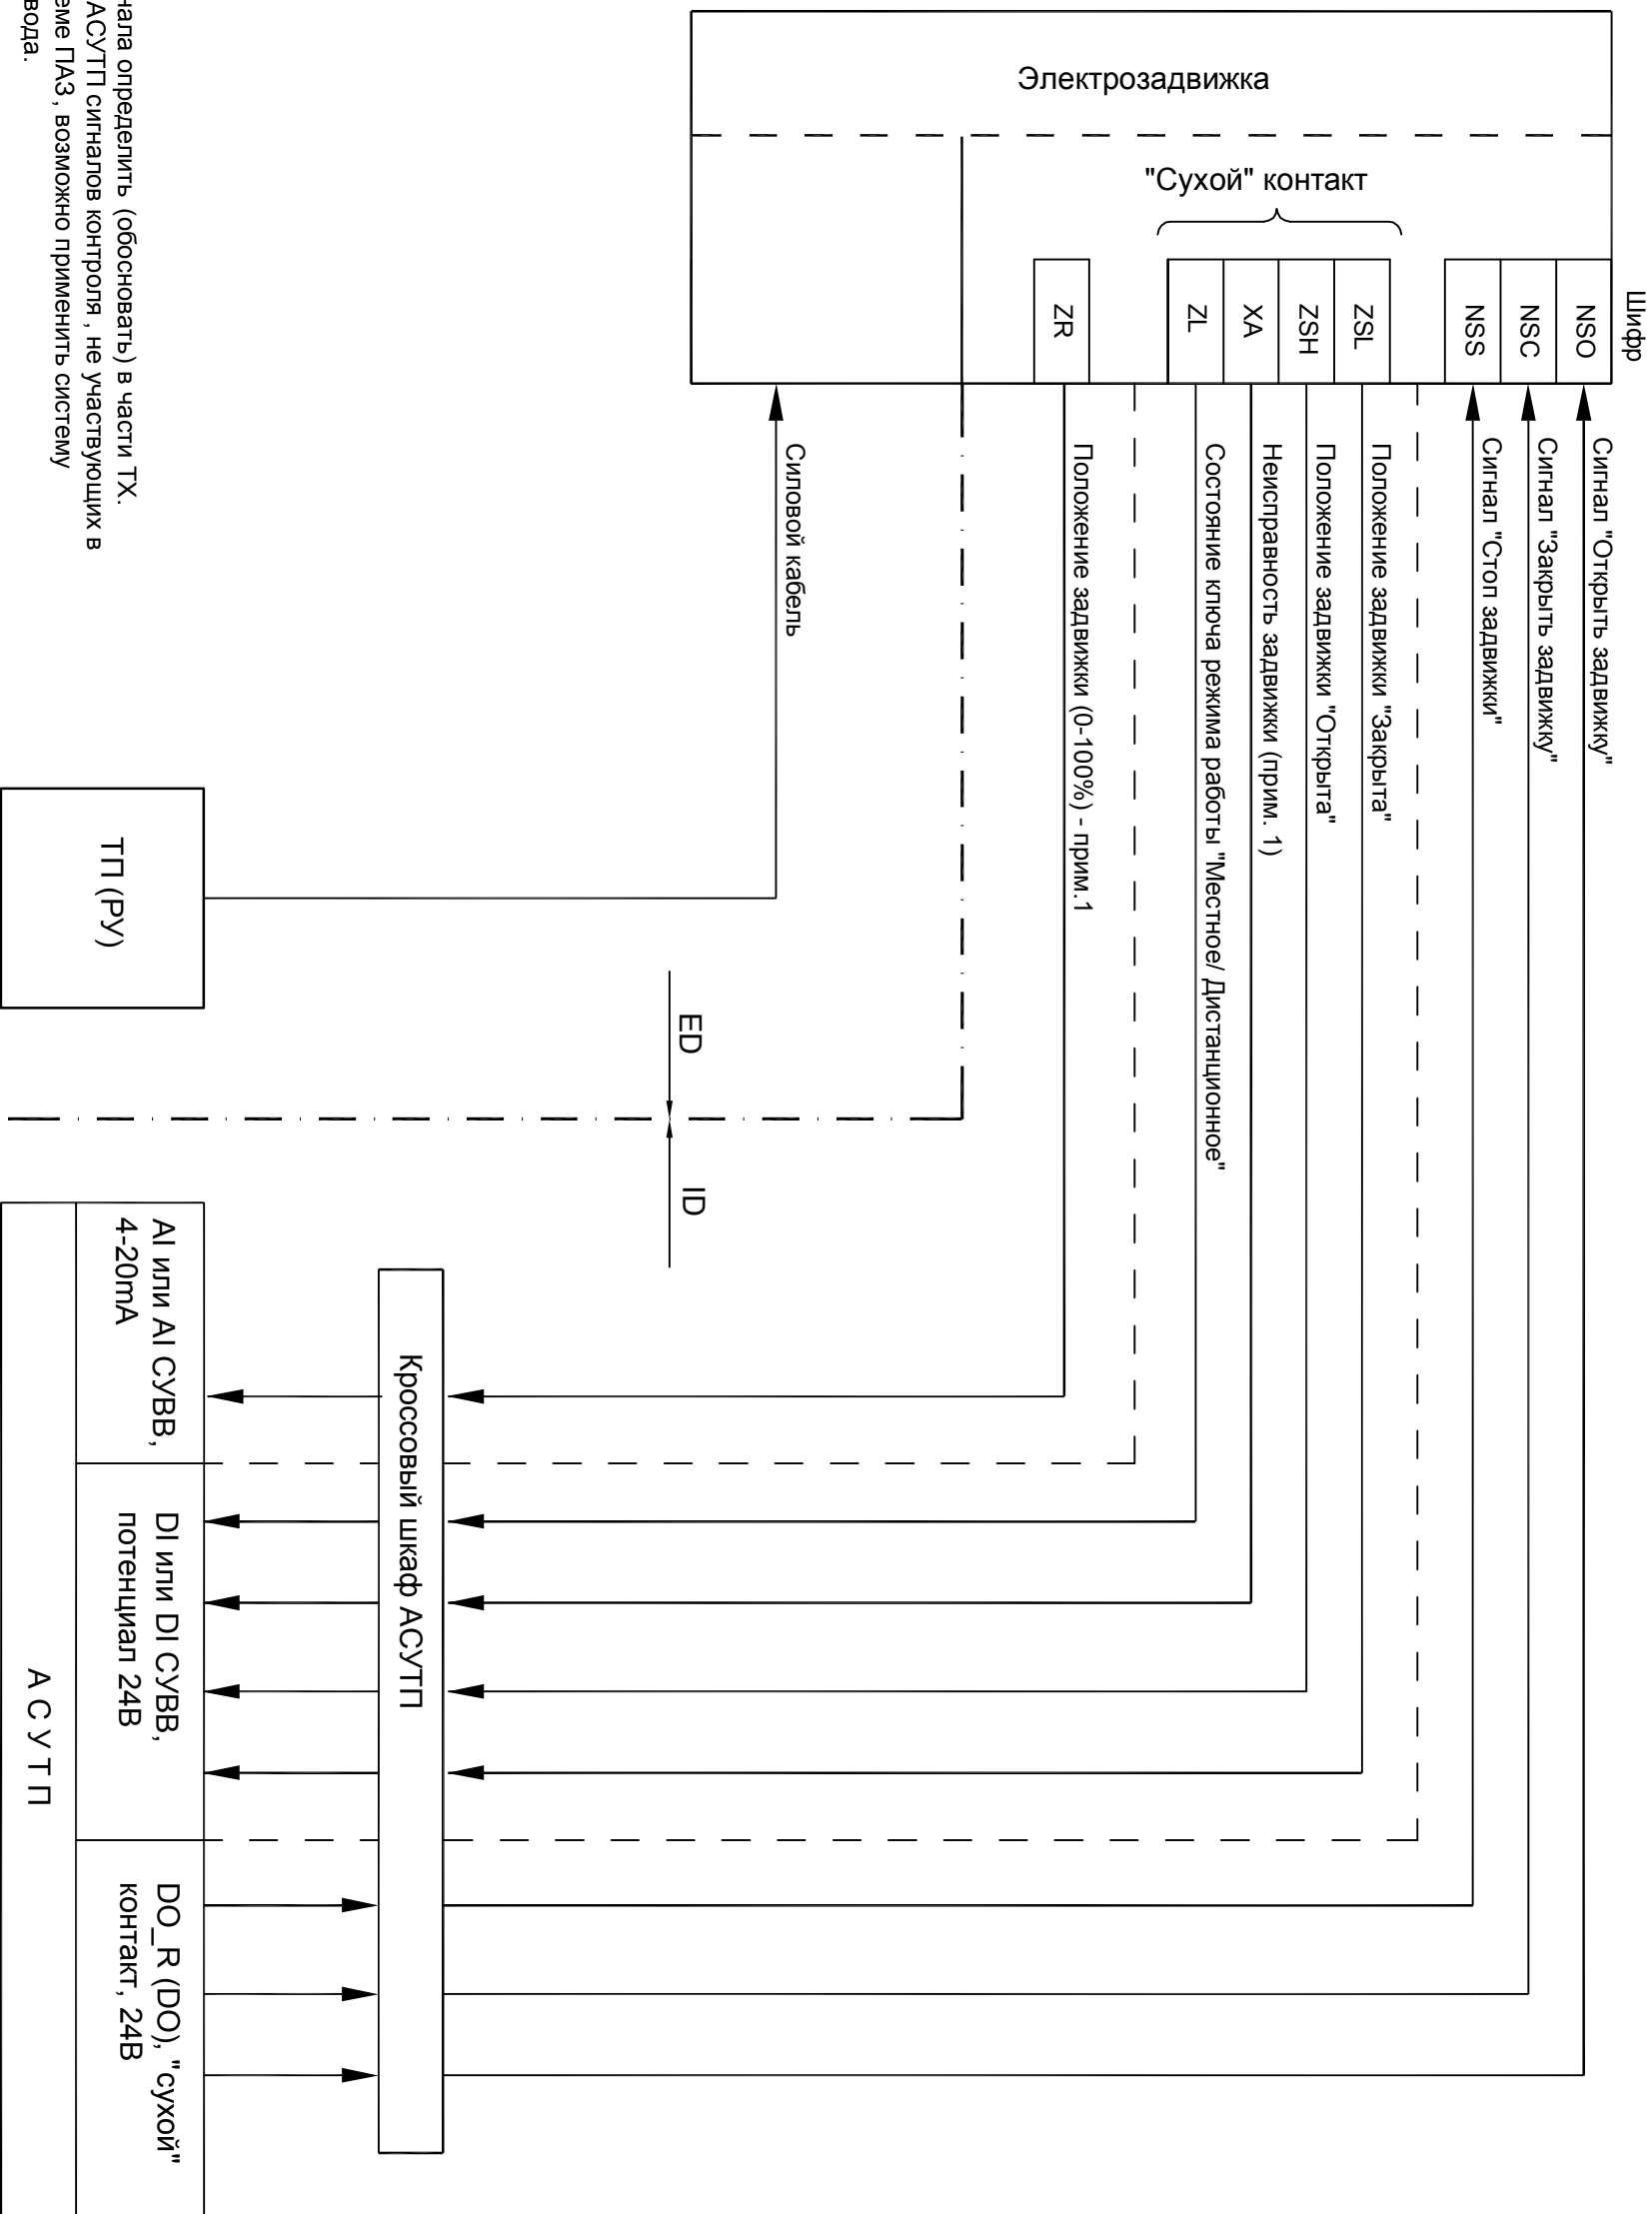 Шифр
Электрозадвижка
"Сухой" контакт
NSO
NSC
NSS
ZSL
ZSH
XA
ZL
ZR
Сигнал "Открыть задвижку"
Сигнал "Закрыть задвижку"
Сигнал "Стоп задвижки"
Положение задвижки "Закрыта"
Положение задвижки "Открыта"
Неисправность задвижки (прим. 1)
Состояние ключа режима работы "Местное/ Дистанционное"
Положение задвижки (0-100%) - прим.1
Силовой кабель
ТП (РУ)
ED
ID
Кроссовый шкаф АСУТП
AI или AI СУВВ,
4-20mA
DI или DI СУВВ,
потенциал 24В
DO_R (DO), "сухой"
контакт, 24В
А С У Т П
определить (обосновать) в части ТХ.
АСУТП сигналов контроля , не участвующих в
ПАЗ , возможно применить систему